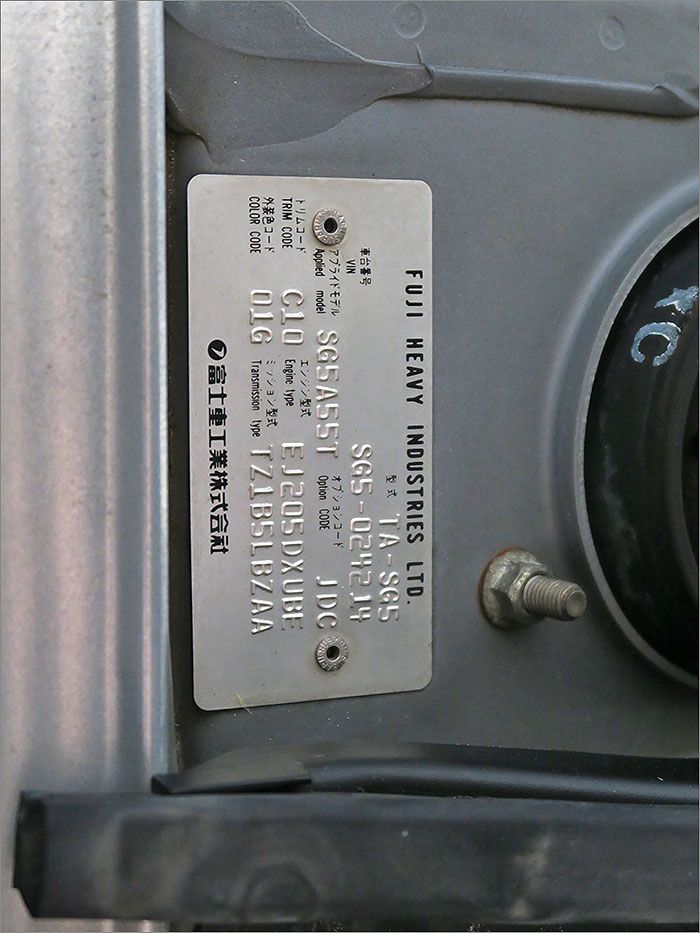 FUJI HEAVY INDUSTRIES LTD.
型式 TA-SG5
車台番号
VIN SG5-024214
アプライドモデル オプションコード
Applied model SG5A55T Option CODE JDC
トリムコード エンジン型式
TRIM CODE C10 Engine type EJ205DXUBE
外装色コード ミッション型式
COLOR CODE 01G Transmission type TZ1B5LBZAA
富士重工業株式会社